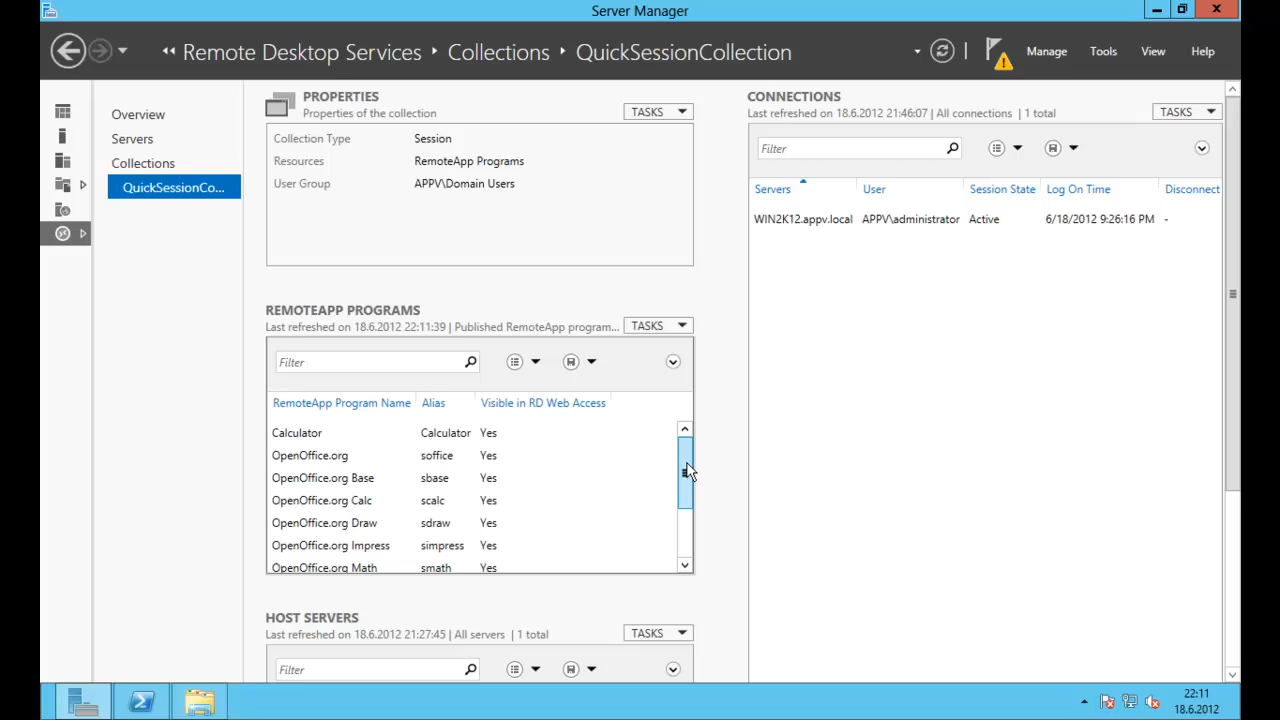 Server Manager
Remote Desktop Services Collections QuickSessionCollection
Manage Tools View Help
Overview
Servers
Collections
QuickSessionCo...
PROPERTIES
Properties of the collection
TASKS
Collection Type Session
Resources RemoteApp Programs
User Group APPV\Domain Users
REMOTEAPP PROGRAMS
Last refreshed on 18.6.2012 22:11:39 | Published RemoteApp program...
TASKS
Filter
RemoteApp Program Name Alias Visible in RD Web Access
Calculator Calculator Yes
OpenOffice.org soffice Yes
OpenOffice.org Base sbase Yes
OpenOffice.org Calc scalc Yes
OpenOffice.org Draw sdraw Yes
OpenOffice.org Impress simpress Yes
OpenOffice.org Math smath Yes
HOST SERVERS
Last refreshed on 18.6.2012 21:27:45 | All servers | 1 total
TASKS
Filter
CONNECTIONS
Last refreshed on 18.6.2012 21:46:07 | All connections | 1 total
TASKS
Filter
Servers User Session State Log On Time Disconnect
WIN2K12.appv.local APPV\administrator Active 6/18/2012 9:26:16 PM -
22:11
18.6.2012